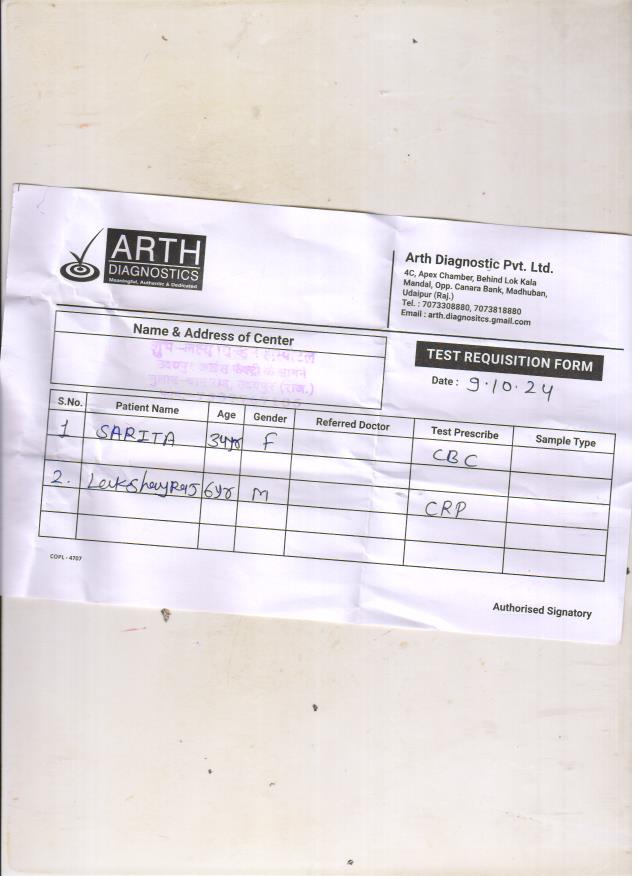 ARTH
DIAGNOSTICS
Meaningful, Authentic & Dedicated
Arth Diagnostic Pvt. Ltd.
4C, Apex Chamber, Behind Lok Kala
Mandal, Opp. Canara Bank, Madhuban,
Udaipur (Raj.)
Tel. : 7073308880, 7073818880
Email : arth.diagnositcs.gmail.com
Name & Address of Center
के सामने
उदयपुर (राज.)
TEST REQUISITION FORM
Date : 9.10.24
S.No. Patient Name Age Gender Referred Doctor Test Prescribe Sample Type
1 SARITA 34yr F CBC
2. LakshayRaj 6yr M CRP
COPL - 4707
Authorised Signatory